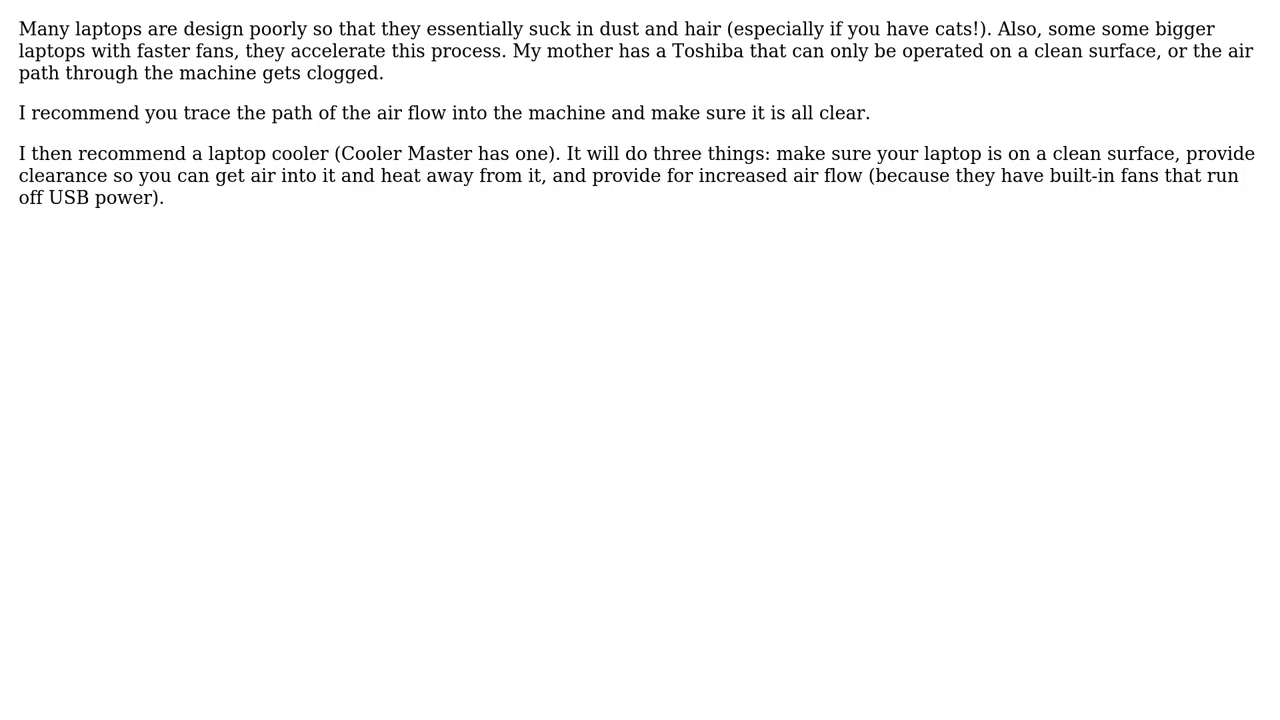 Many laptops are design poorly so that they essentially suck in dust and hair (especially if you have cats!). Also, some some bigger
laptops with faster fans, they accelerate this process. My mother has a Toshiba that can only be operated on a clean surface, or the air
path through the machine gets clogged.
I recommend you trace the path of the air flow into the machine and make sure it is all clear.
I then recommend a laptop cooler (Cooler Master has one). It will do three things: make sure your laptop is on a clean surface, provide
clearance so you can get air into it and heat away from it, and provide for increased air flow (because they have built-in fans that run
off USB power).